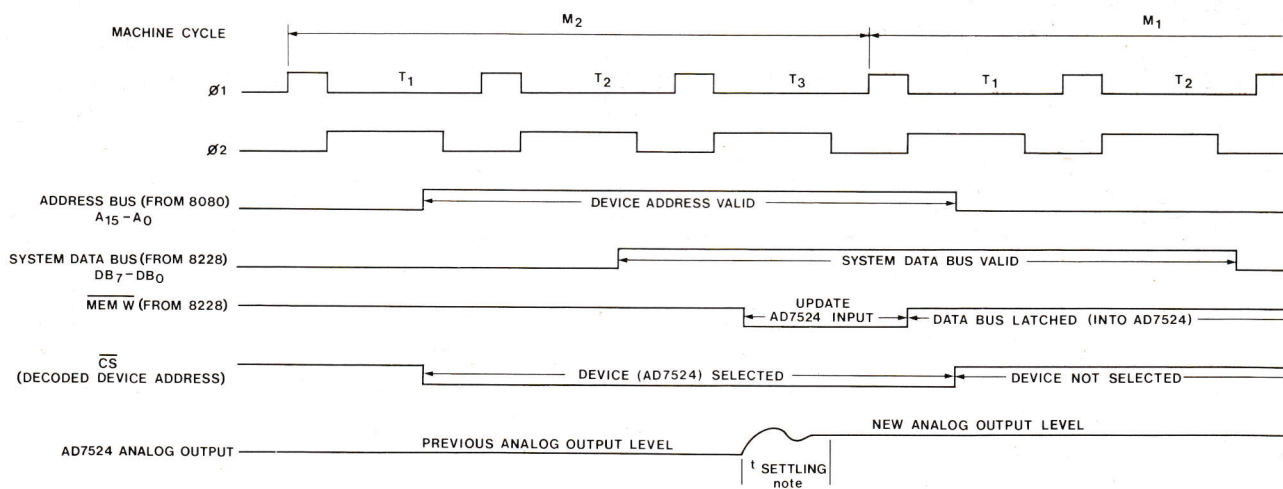 MACHINE CYCLE
M2
M1
Ø1
T1
T2
T3
T1
T2
Ø2
ADDRESS BUS (FROM 8080)
A15-A0
DEVICE ADDRESS VALID
SYSTEM DATA BUS (FROM 8228)
DB7-DB0
SYSTEM DATA BUS VALID
MEM W (FROM 8228)
UPDATE
AD7524 INPUT
DATA BUS LATCHED (INTO AD7524)
CS
(DECODED DEVICE ADDRESS)
DEVICE (AD7524) SELECTED
DEVICE NOT SELECTED
AD7524 ANALOG OUTPUT
PREVIOUS ANALOG OUTPUT LEVEL
NEW ANALOG OUTPUT LEVEL
t SETTLING
note